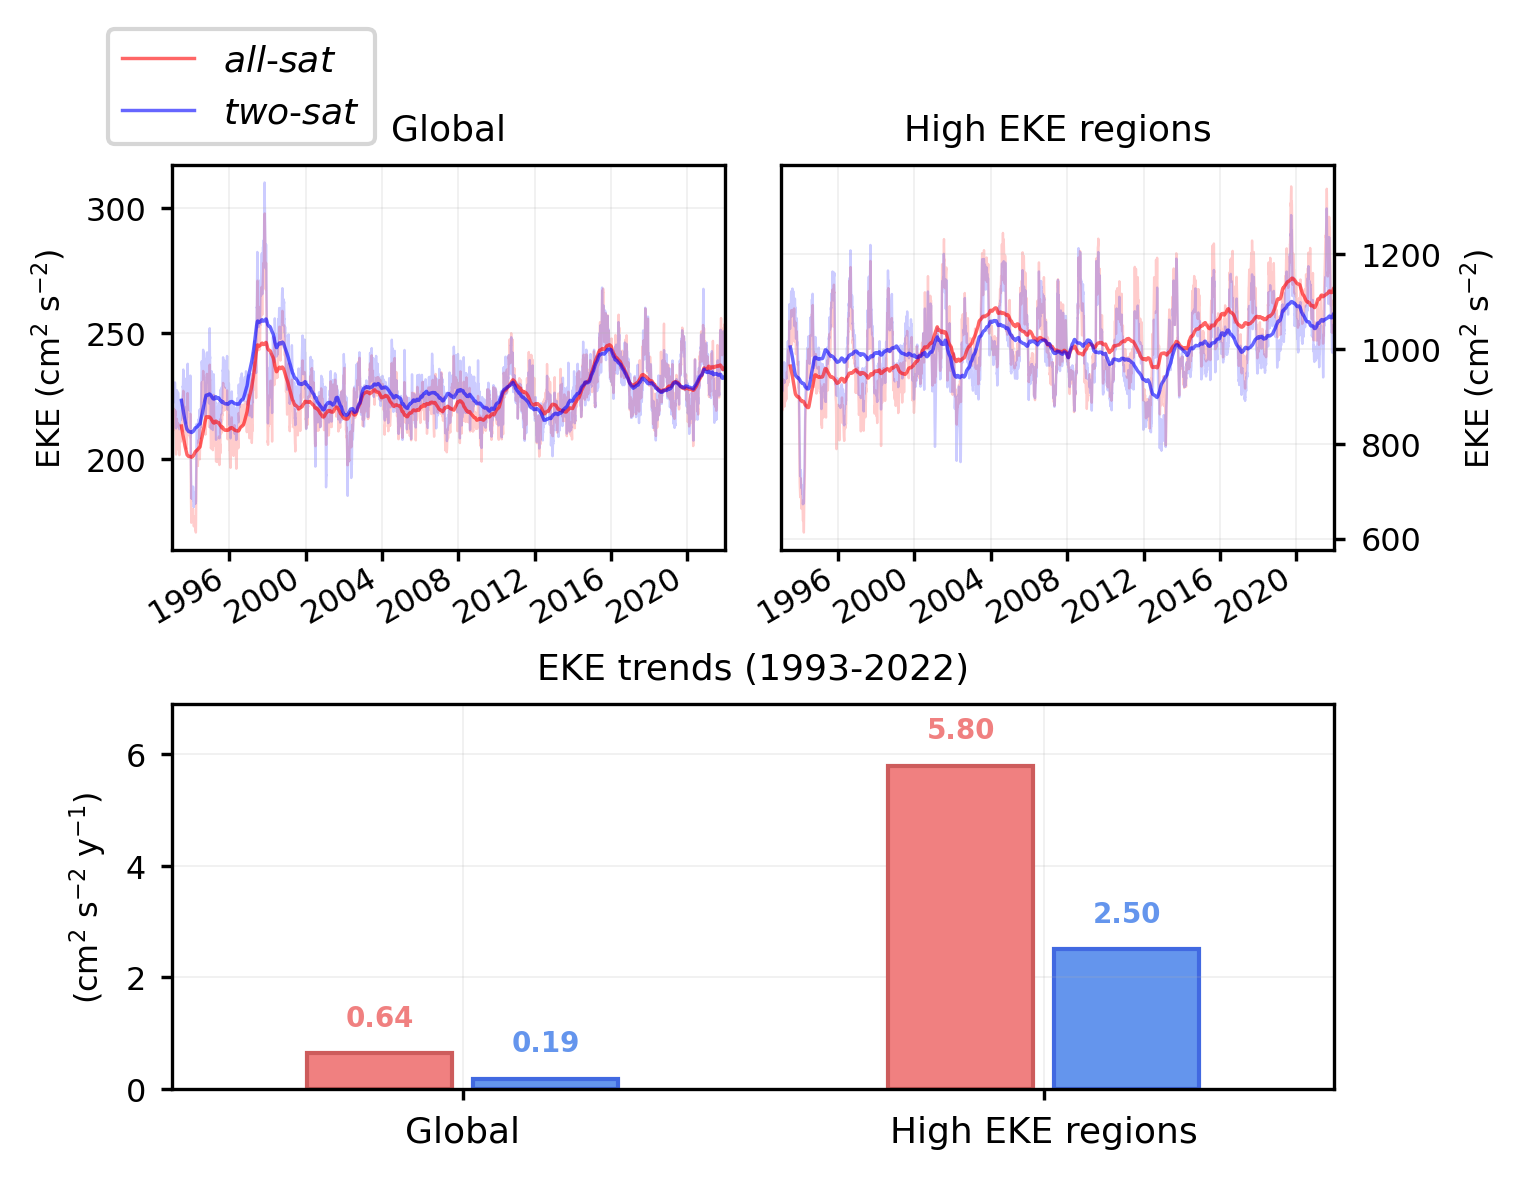 all-sat
two-sat
Global
High EKE regions
EKE (cm² s⁻²)
300
250
200
1996
2000
2004
2008
2012
2016
2020
1200
1000
800
600
EKE (cm² s⁻²)
1996
2000
2004
2008
2012
2016
2020
EKE trends (1993-2022)
(cm² s⁻² y⁻¹)
6
4
2
0
5.80
2.50
0.64
0.19
Global
High EKE regions